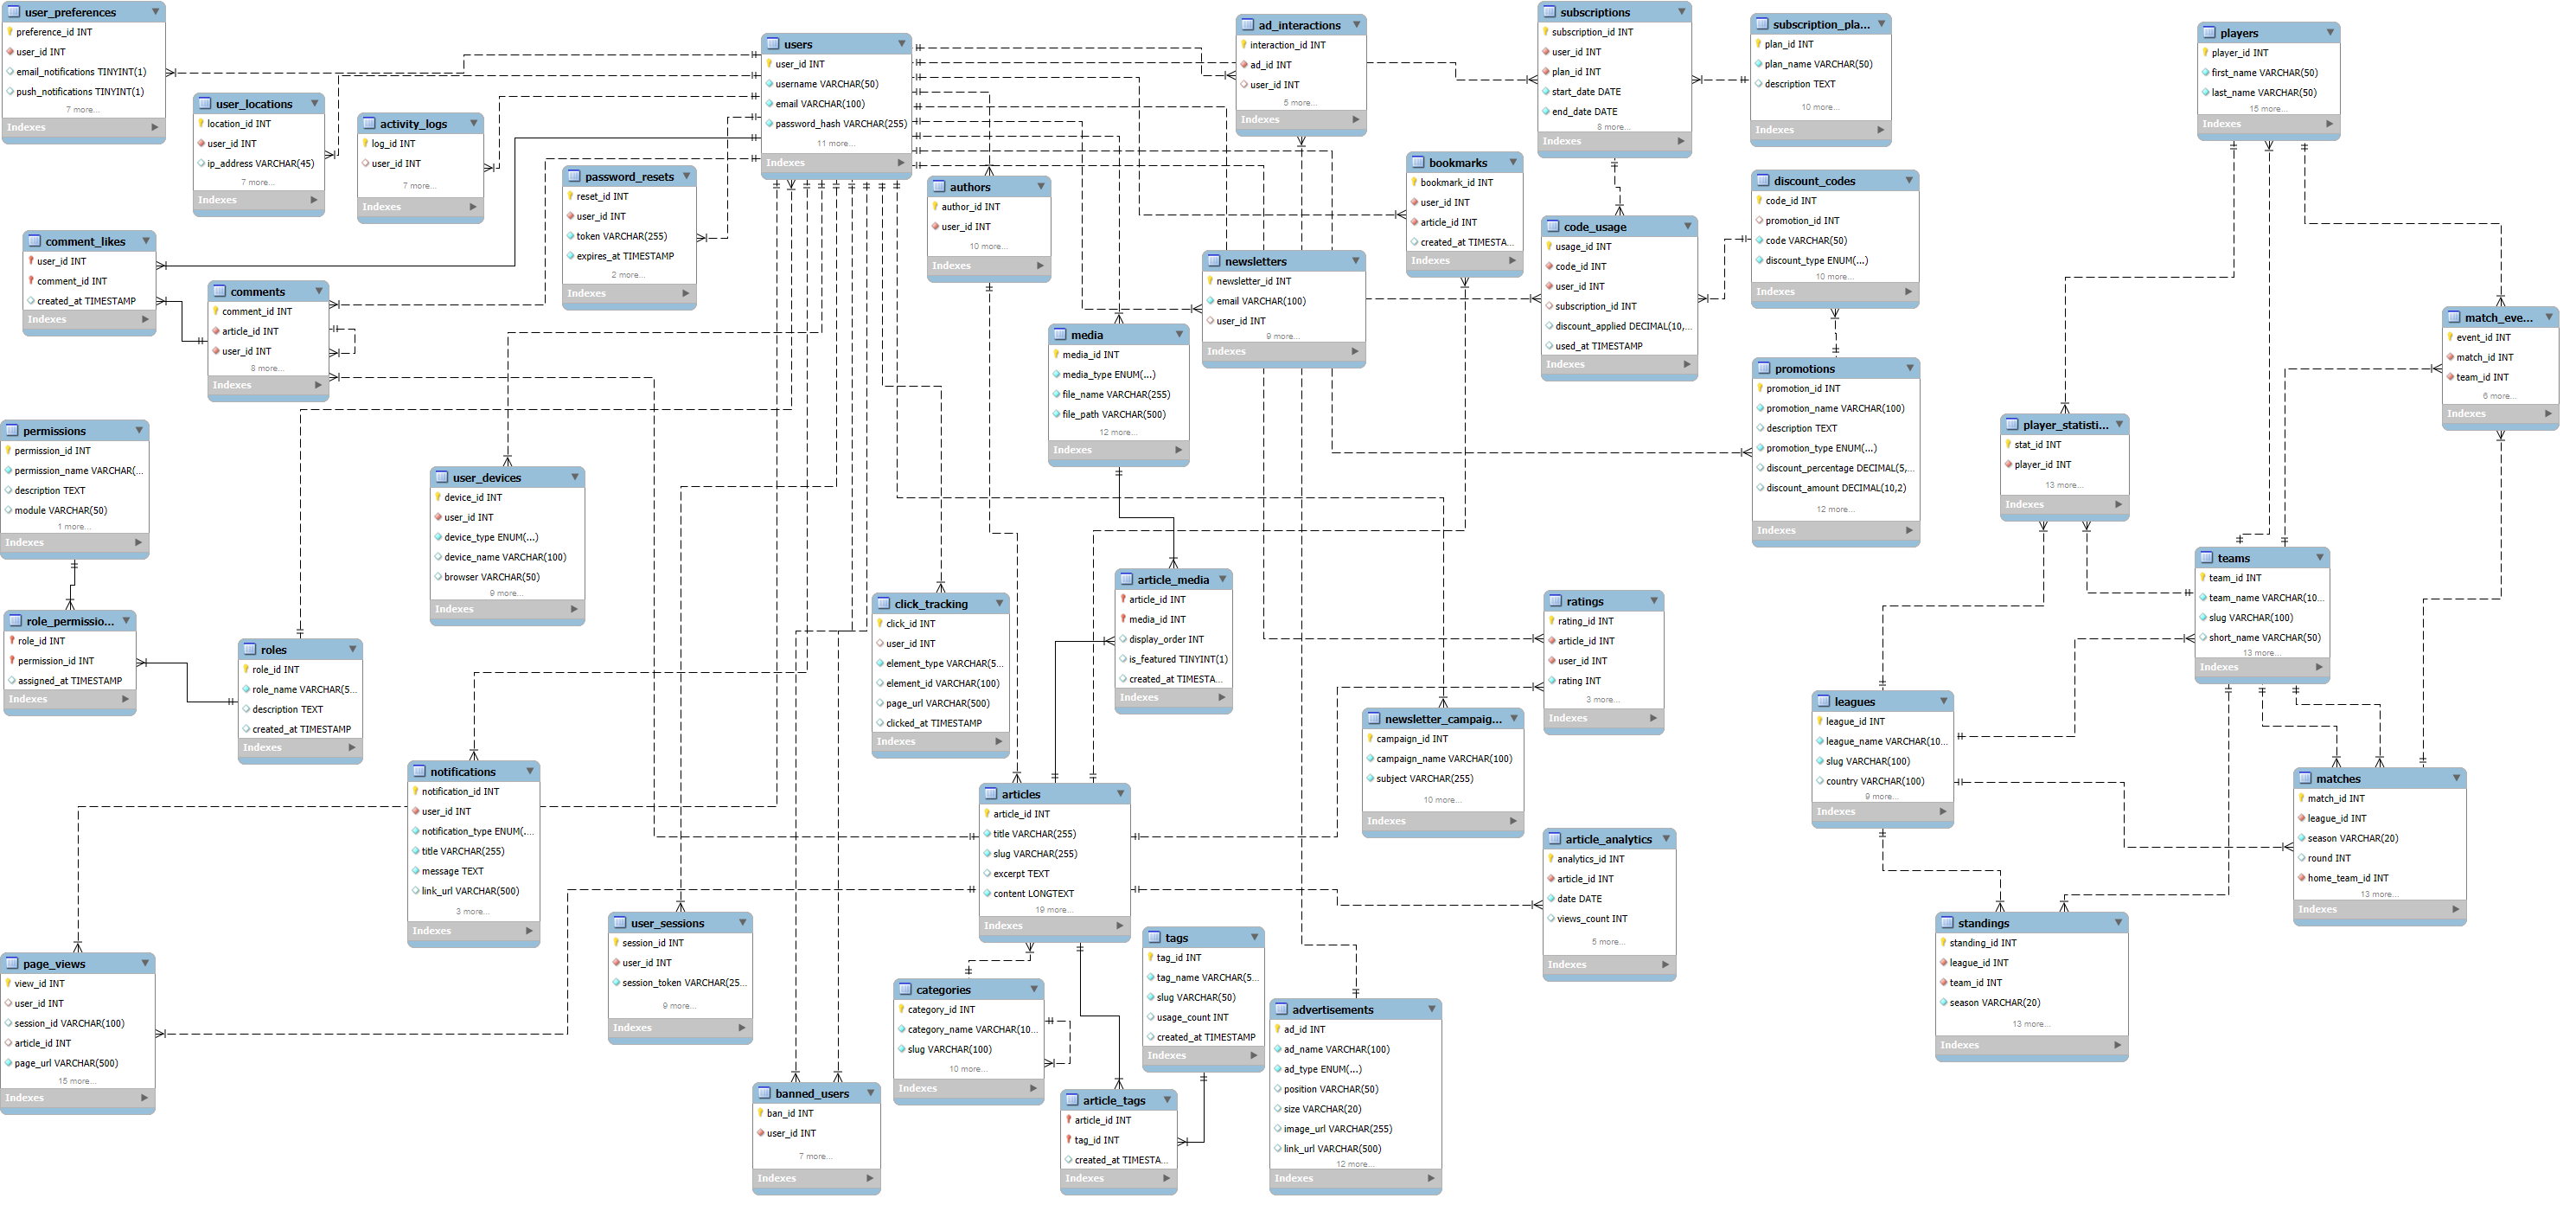 user_preferences
preference_id INT
user_id INT
email_notifications TINYINT(1)
push_notifications TINYINT(1)
7 more...
Indexes
user_locations
location_id INT
user_id INT
ip_address VARCHAR(45)
7 more...
Indexes
activity_logs
log_id INT
user_id INT
7 more...
Indexes
users
user_id INT
username VARCHAR(50)
email VARCHAR(100)
password_hash VARCHAR(255)
11 more...
Indexes
password_resets
reset_id INT
user_id INT
token VARCHAR(255)
expires_at TIMESTAMP
2 more...
Indexes
authors
author_id INT
user_id INT
10 more...
Indexes
ad_interactions
interaction_id INT
ad_id INT
user_id INT
5 more...
Indexes
subscriptions
subscription_id INT
user_id INT
plan_id INT
start_date DATE
end_date DATE
8 more...
Indexes
subscription_pla...
plan_id INT
plan_name VARCHAR(50)
description TEXT
10 more...
Indexes
players
player_id INT
first_name VARCHAR(50)
last_name VARCHAR(50)
15 more...
Indexes
bookmarks
bookmark_id INT
user_id INT
article_id INT
created_at TIMESTA...
Indexes
discount_codes
code_id INT
promotion_id INT
code VARCHAR(50)
discount_type ENUM(...)
10 more...
Indexes
code_usage
usage_id INT
code_id INT
user_id INT
subscription_id INT
discount_applied DECIMAL(10,...
used_at TIMESTAMP
Indexes
comment_likes
user_id INT
comment_id INT
created_at TIMESTAMP
Indexes
comments
comment_id INT
article_id INT
user_id INT
8 more...
Indexes
newsletters
newsletter_id INT
email VARCHAR(100)
user_id INT
9 more...
Indexes
media
media_id INT
media_type ENUM(...)
file_name VARCHAR(255)
file_path VARCHAR(500)
12 more...
Indexes
promotions
promotion_id INT
promotion_name VARCHAR(100)
description TEXT
promotion_type ENUM(...)
discount_percentage DECIMAL(5,...
discount_amount DECIMAL(10,2)
12 more...
Indexes
match_eve...
event_id INT
match_id INT
team_id INT
6 more...
Indexes
player_statisti...
stat_id INT
player_id INT
13 more...
Indexes
permissions
permission_id INT
permission_name VARCHAR(...
description TEXT
module VARCHAR(50)
1 more...
Indexes
user_devices
device_id INT
user_id INT
device_type ENUM(...)
device_name VARCHAR(100)
browser VARCHAR(50)
9 more...
Indexes
teams
team_id INT
team_name VARCHAR(10...
slug VARCHAR(100)
short_name VARCHAR(50)
13 more...
Indexes
role_permissio...
role_id INT
permission_id INT
assigned_at TIMESTAMP
Indexes
roles
role_id INT
role_name VARCHAR(5...
description TEXT
created_at TIMESTAMP
Indexes
click_tracking
click_id INT
user_id INT
element_type VARCHAR(5...
element_id VARCHAR(100)
page_url VARCHAR(500)
clicked_at TIMESTAMP
Indexes
article_media
article_id INT
media_id INT
display_order INT
is_featured TINYINT(1)
created_at TIMESTA...
Indexes
ratings
rating_id INT
article_id INT
user_id INT
rating INT
3 more...
Indexes
newsletter_campaig...
campaign_id INT
campaign_name VARCHAR(100)
subject VARCHAR(255)
10 more...
Indexes
leagues
league_id INT
league_name VARCHAR(10...
slug VARCHAR(100)
country VARCHAR(100)
9 more...
Indexes
matches
match_id INT
league_id INT
season VARCHAR(20)
round INT
home_team_id INT
13 more...
Indexes
notifications
notification_id INT
user_id INT
notification_type ENUM(...
title VARCHAR(255)
message TEXT
link_url VARCHAR(500)
3 more...
Indexes
articles
article_id INT
title VARCHAR(255)
slug VARCHAR(255)
excerpt TEXT
content LONGTEXT
19 more...
Indexes
article_analytics
analytics_id INT
article_id INT
date DATE
views_count INT
5 more...
Indexes
user_sessions
session_id INT
user_id INT
session_token VARCHAR(25...
9 more...
Indexes
standings
standing_id INT
league_id INT
team_id INT
season VARCHAR(20)
13 more...
Indexes
page_views
view_id INT
user_id INT
session_id VARCHAR(100)
article_id INT
page_url VARCHAR(500)
15 more...
Indexes
categories
category_id INT
category_name VARCHAR(10...
slug VARCHAR(100)
10 more...
Indexes
tags
tag_id INT
tag_name VARCHAR(5...
slug VARCHAR(50)
usage_count INT
created_at TIMESTAMP
Indexes
advertisements
ad_id INT
ad_name VARCHAR(100)
ad_type ENUM(...)
position VARCHAR(50)
size VARCHAR(20)
image_url VARCHAR(255)
link_url VARCHAR(500)
12 more...
Indexes
banned_users
ban_id INT
user_id INT
7 more...
Indexes
article_tags
article_id INT
tag_id INT
created_at TIMESTA...
Indexes